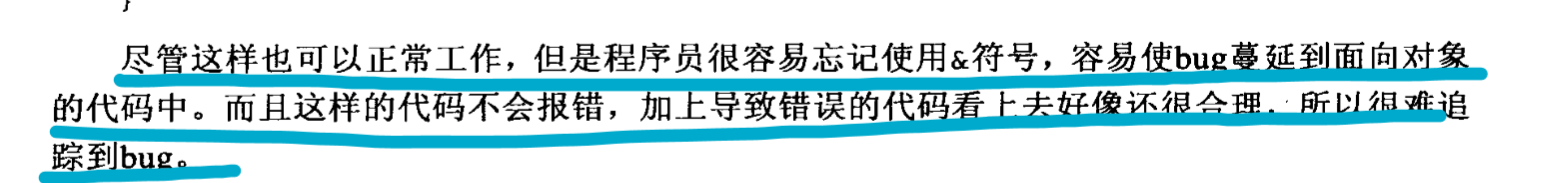 }
尽管这样也可以正常工作，但是程序员很容易忘记使用&符号，容易使bug蔓延到面向对象
的代码中。而且这样的代码不会报错，加上导致错误的代码看上去好像还很合理，所以很难追
踪到bug。